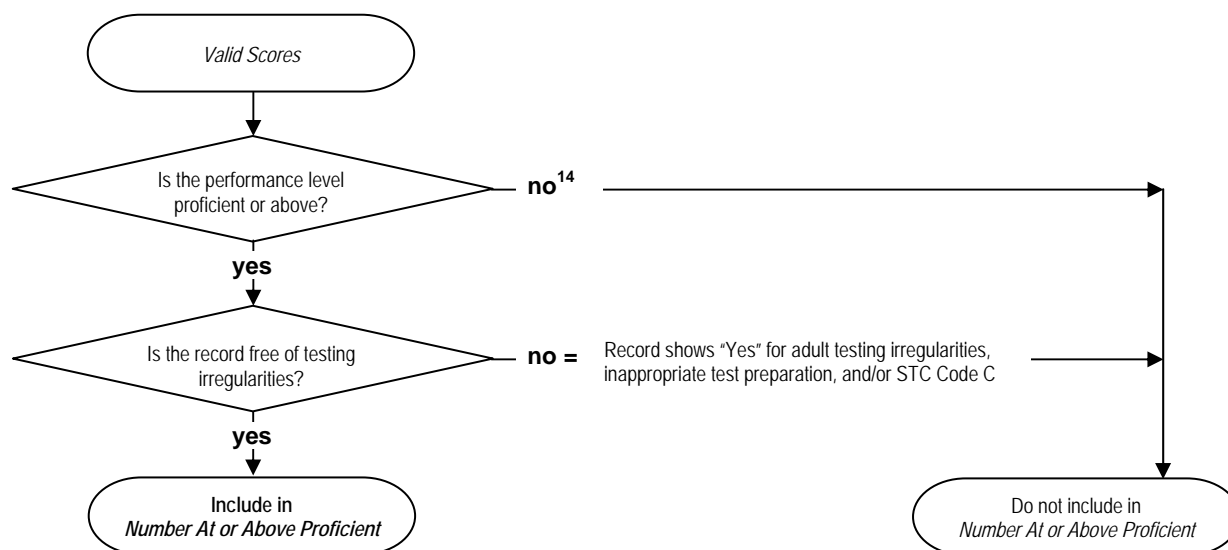 Valid Scores
Is the performance level
proficient or above?
no14
yes
Is the record free of testing
irregularities?
no =
Record shows “Yes” for adult testing irregularities,
inappropriate test preparation, and/or STC Code C
yes
Include in
Number At or Above Proficient
Do not include in
Number At or Above Proficient